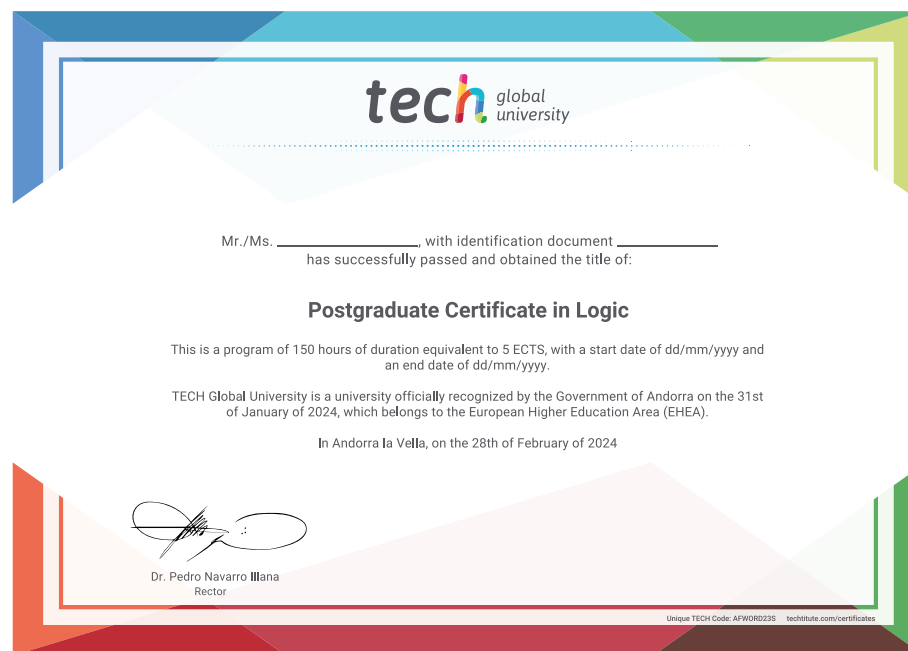 tech global
university
Mr./Ms. ____________, with identification document ____________
has successfully passed and obtained the title of:
Postgraduate Certificate in Logic
This is a program of 150 hours of duration equivalent to 5 ECTS, with a start date of dd/mm/yyyy and
an end date of dd/mm/yyyy.
TECH Global University is a university officially recognized by the Government of Andorra on the 31st
of January of 2024, which belongs to the European Higher Education Area (EHEA).
In Andorra la Vella, on the 28th of February of 2024
Dr. Pedro Navarro Illana
Rector
Unique TECH Code: AFWORD23S techtitute.com/certificates